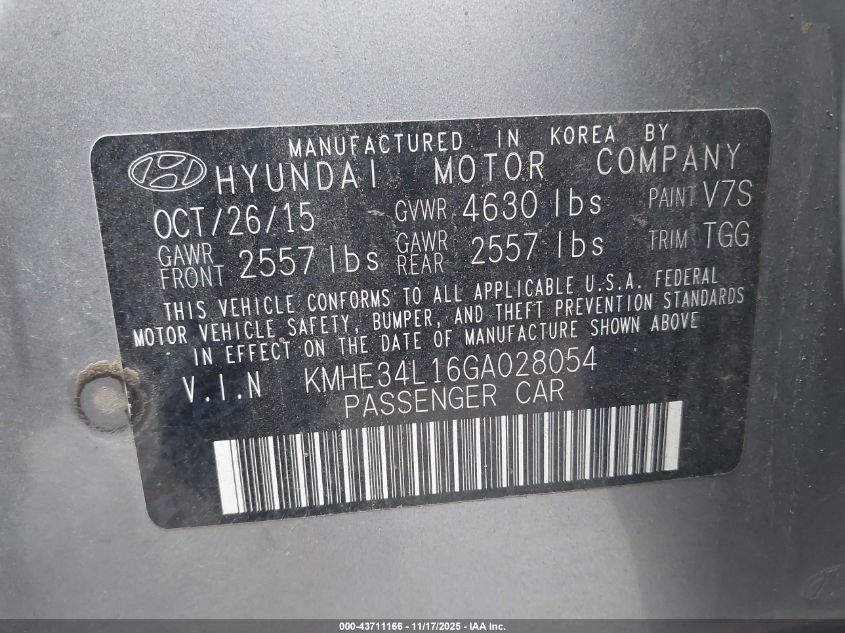 MANUFACTURED IN KOREA BY
HYUNDAI MOTOR COMPANY
OCT/26/15 GVWR 4630 lbs PAINT V7S
GAWR FRONT 2557 lbs GAWR REAR 2557 lbs TRIM TGG
THIS VEHICLE CONFORMS TO ALL APPLICABLE U.S.A. FEDERAL
MOTOR VEHICLE SAFETY, BUMPER, AND THEFT PREVENTION STANDARDS
IN EFFECT ON THE DATE OF MANUFACTURE SHOWN ABOVE
V.I.N KMHE34L16GA028054
PASSENGER CAR
000-43711166 - 11/17/2025 - IAA Inc.